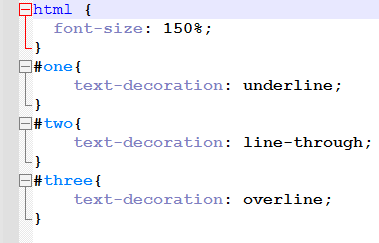 html {
  font-size: 150%;
}
#one{
    text-decoration: underline;
}
#two{
    text-decoration: line-through;
}
#three{
    text-decoration: overline;
}